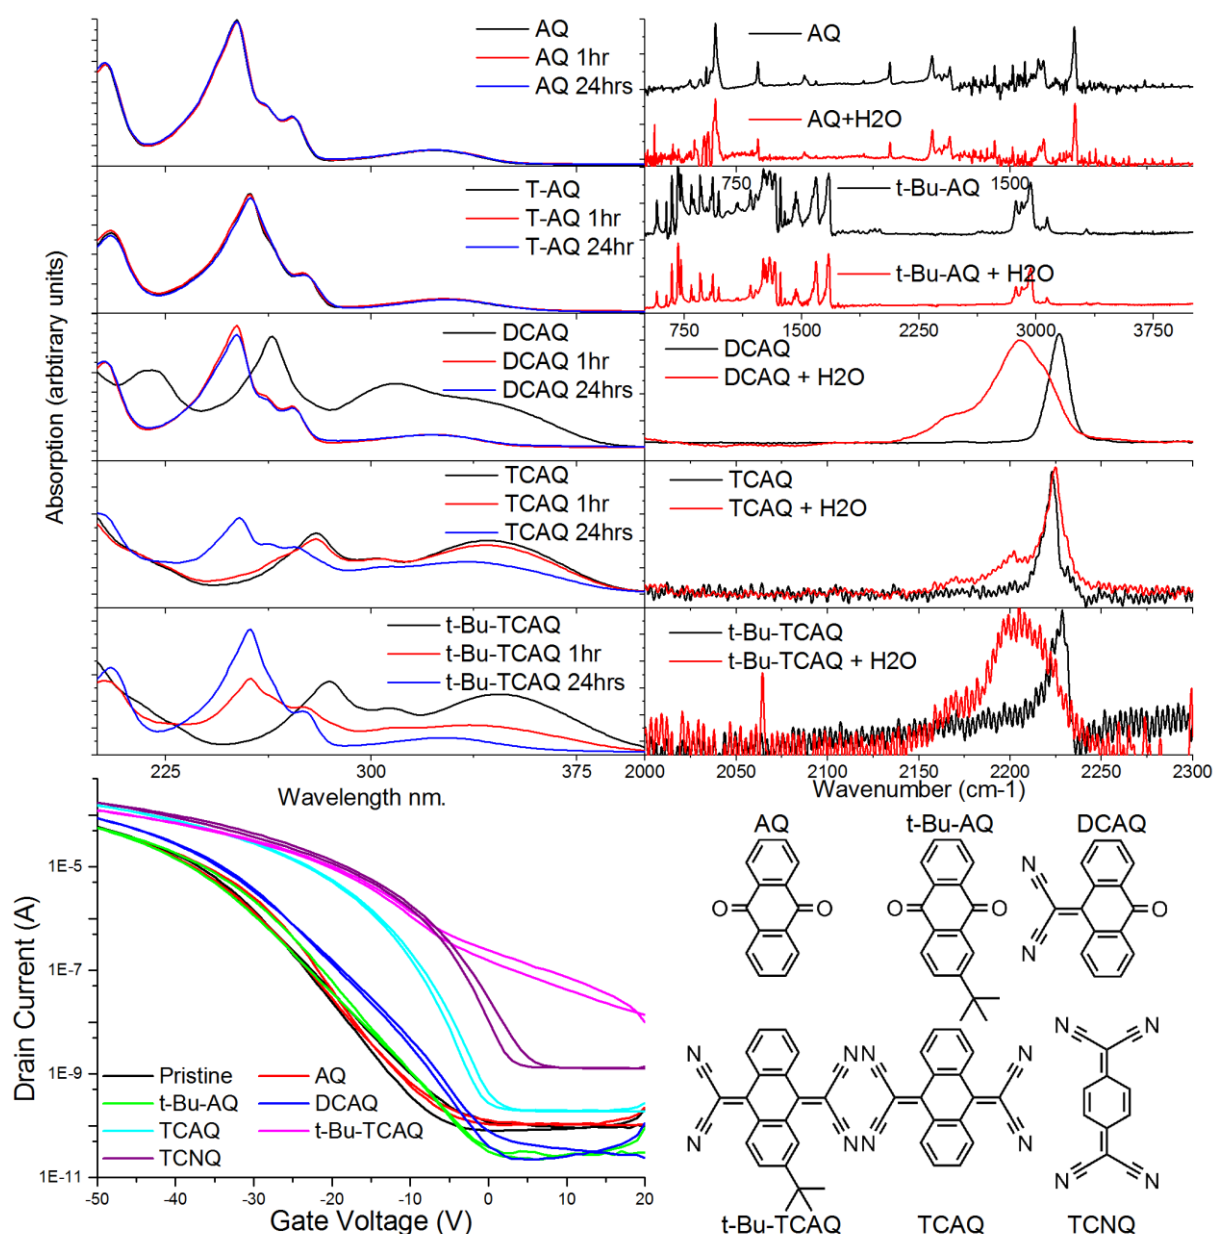 AQ
AQ 1hr
AQ 24hrs
AQ
AQ+H2O
T-AQ
T-AQ 1hr
T-AQ 24hr
750
1500
t-Bu-AQ
t-Bu-AQ + H2O
750
1500
2250
3000
3750
Absorption (arbitrary units)
DCAQ
DCAQ 1hr
DCAQ 24hrs
DCAQ
DCAQ + H2O
TCAQ
TCAQ 1hr
TCAQ 24hrs
TCAQ
TCAQ + H2O
t-Bu-TCAQ
t-Bu-TCAQ 1hr
t-Bu-TCAQ 24hrs
t-Bu-TCAQ
t-Bu-TCAQ + H2O
225
300
375
2000
2050
2100
2150
2200
2250
2300
Wavelength nm.
Wavenumber (cm-1)
Drain Current (A)
1E-5
1E-7
1E-9
1E-11
Pristine
AQ
t-Bu-AQ
DCAQ
TCAQ
t-Bu-TCAQ
TCNQ
-50
-40
-30
-20
-10
0
10
20
Gate Voltage (V)
AQ
t-Bu-AQ
DCAQ
O
O
O
O
N
N
O
N
N
N
N
N
N
N
N
N
N
N
N
t-Bu-TCAQ
TCAQ
TCNQ